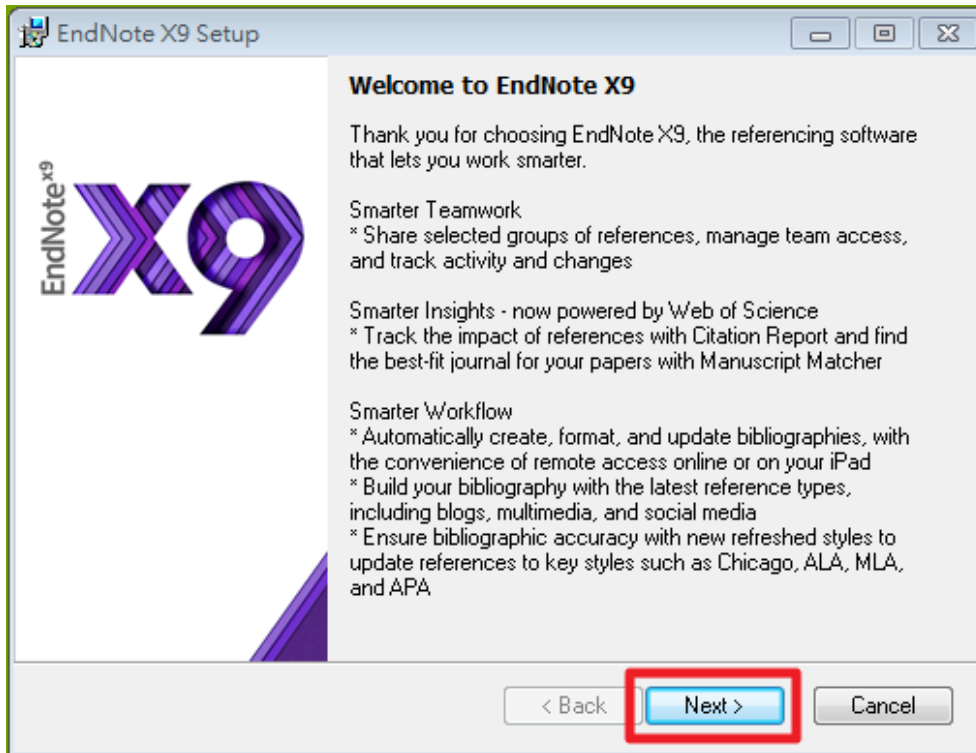 EndNote X9 Setup
EndNote x9
X9
Welcome to EndNote X9
Thank you for choosing EndNote X9, the referencing software
that lets you work smarter.
Smarter Teamwork
* Share selected groups of references, manage team access,
and track activity and changes
Smarter Insights - now powered by Web of Science
* Track the impact of references with Citation Report and find
the best-fit journal for your papers with Manuscript Matcher
Smarter Workflow
* Automatically create, format, and update bibliographies, with
the convenience of remote access online or on your iPad
* Build your bibliography with the latest reference types,
including blogs, multimedia, and social media
* Ensure bibliographic accuracy with new refreshed styles to
update references to key styles such as Chicago, ALA, MLA,
and APA
< Back Next > Cancel